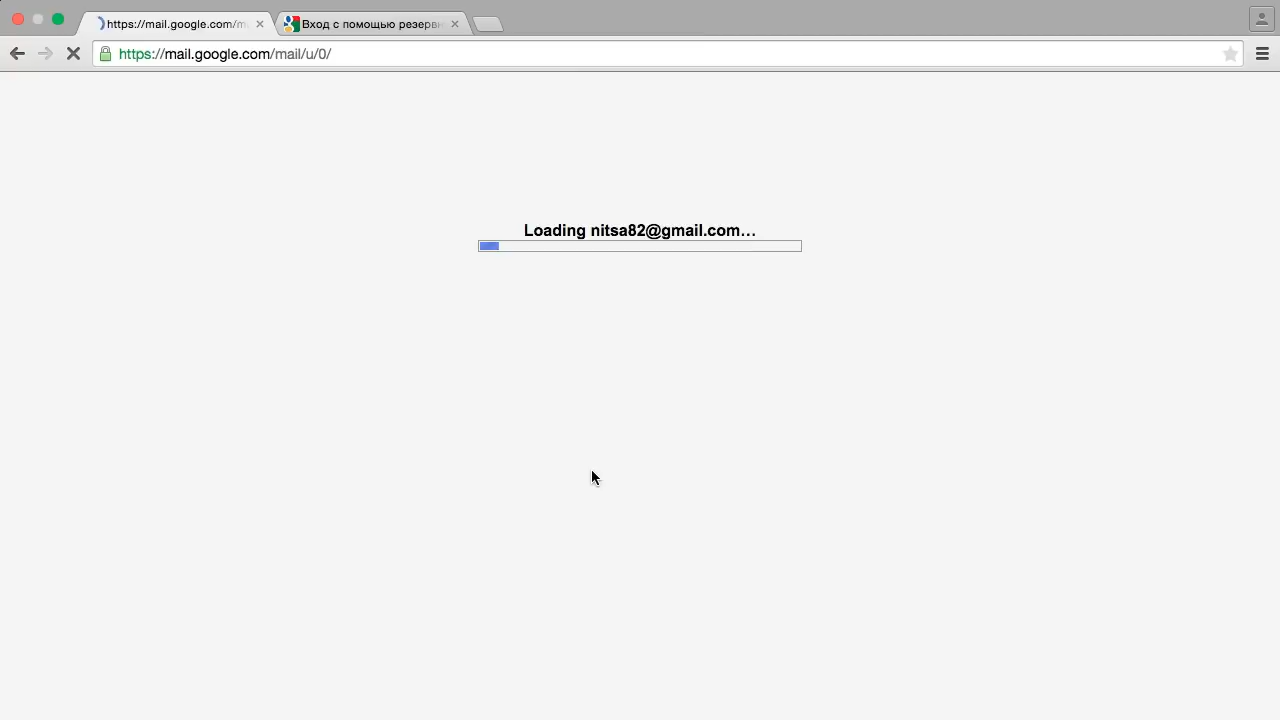 https://mail.google.com/m
Вход с помощью резерв
https://mail.google.com/mail/u/0/
Loading nitsa82@gmail.com...